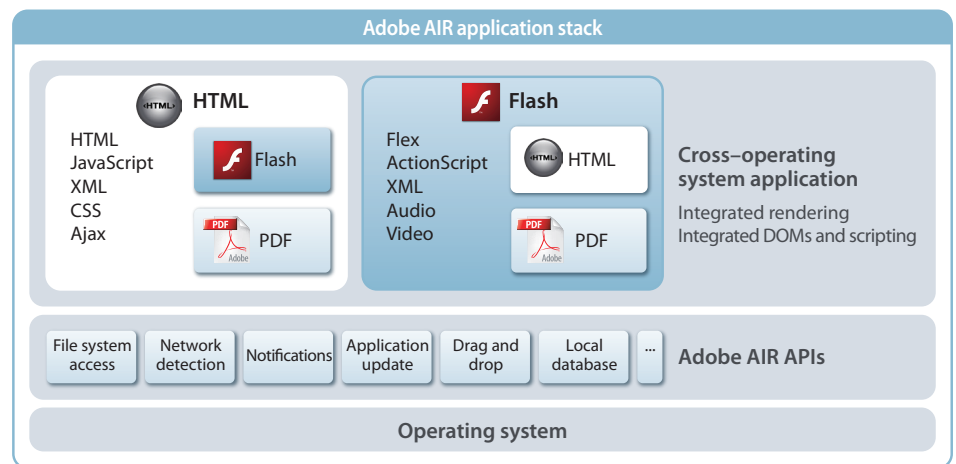 Adobe AIR application stack
HTML
HTML
HTML
JavaScript
XML
CSS
Ajax
Flash
PDF
Adobe
PDF
Flash
Flex
ActionScript
XML
Audio
Video
HTML
HTML
PDF
Adobe
PDF
Cross–operating
system application
Integrated rendering
Integrated DOMs and scripting
File system
access
Network
detection
Notifications
Application
update
Drag and
drop
Local
database
...
Adobe AIR APIs
Operating system